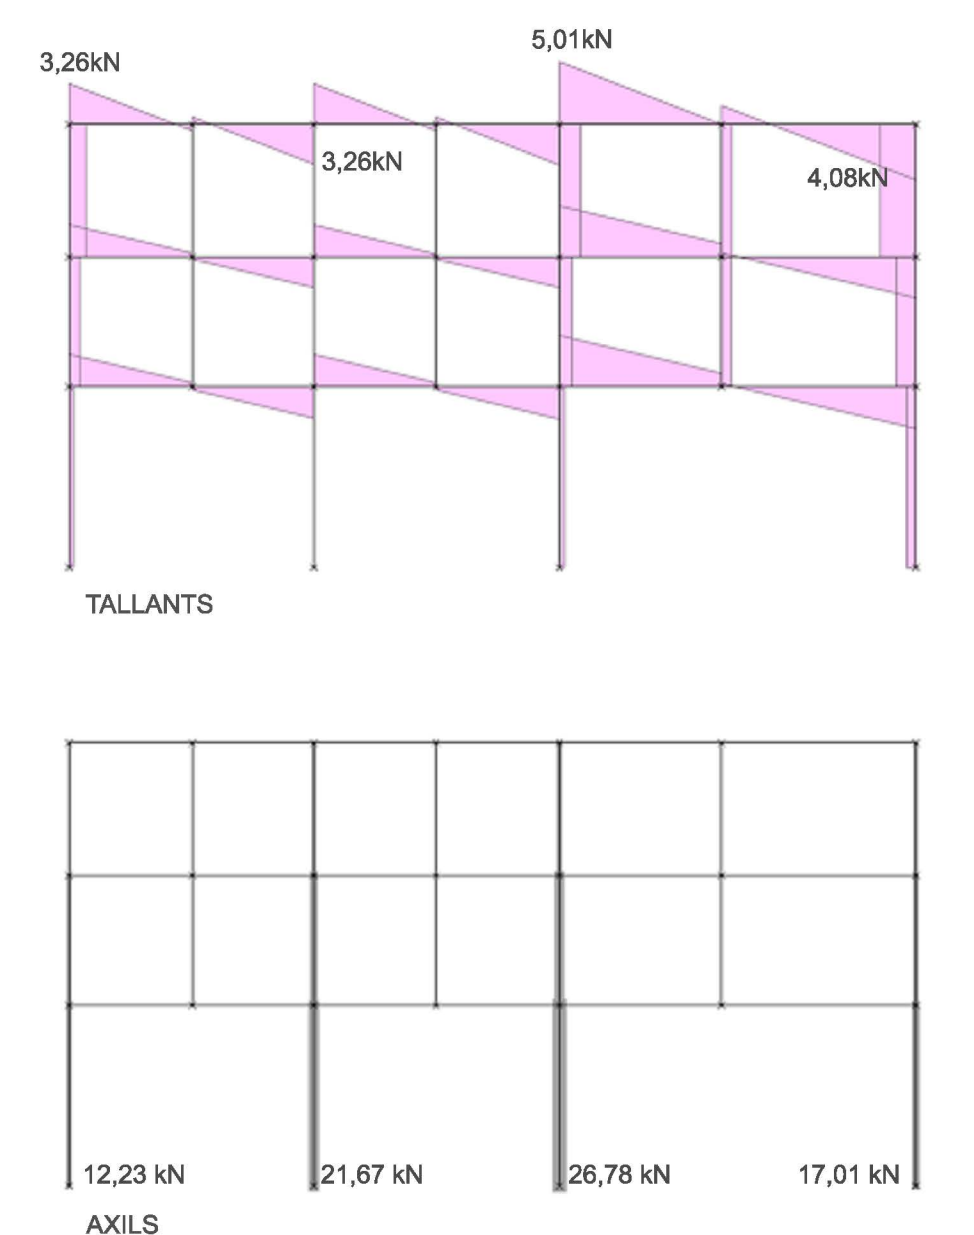 5,01kN
3,26kN
3,26kN
4,08kN
TALLANTS
12,23 kN
21,67 kN
26,78 kN
17,01 kN
AXILS